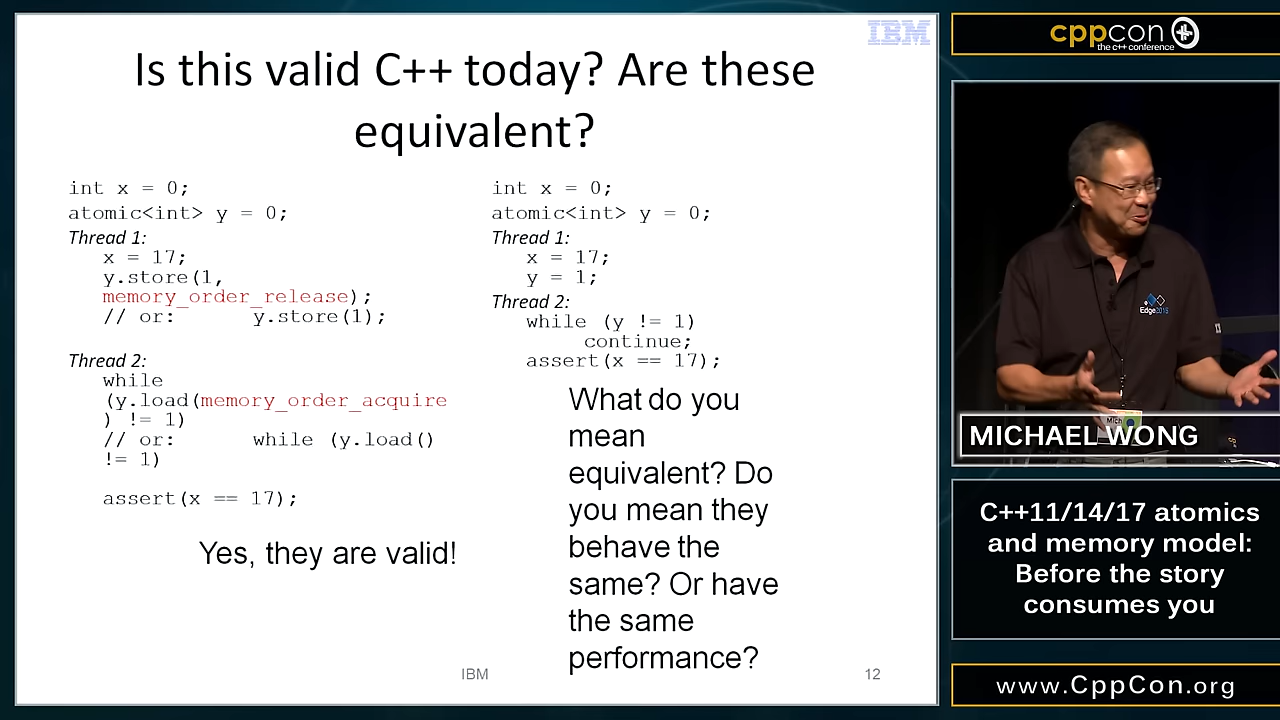 IBM
Is this valid C++ today? Are these
equivalent?
int x = 0;
atomic<int> y = 0;
Thread 1:
x = 17;
y.store(1,
memory_order_release);
// or: y.store(1);
Thread 2:
while
(y.load(memory_order_acquire
) != 1)
// or: while (y.load()
!= 1)
assert(x == 17);
Yes, they are valid!
int x = 0;
atomic<int> y = 0;
Thread 1:
x = 17;
y = 1;
Thread 2:
while (y != 1)
continue;
assert(x == 17);
What do you
mean
equivalent? Do
you mean they
behave the
same? Or have
the same
performance?
IBM
12
cppcon
the c++ conference
Edge2015
Mich
MICHAEL WONG
C++11/14/17 atomics
and memory model:
Before the story
consumes you
www.CppCon.org